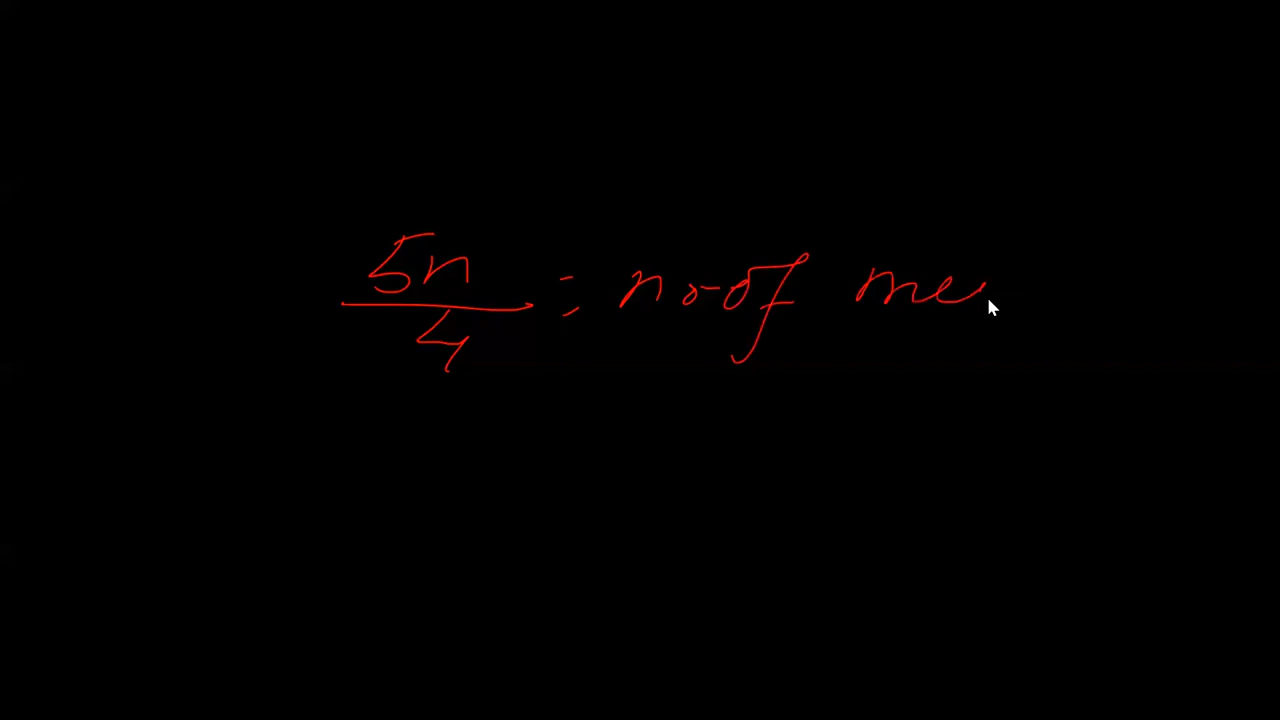 5n/4 = no of me